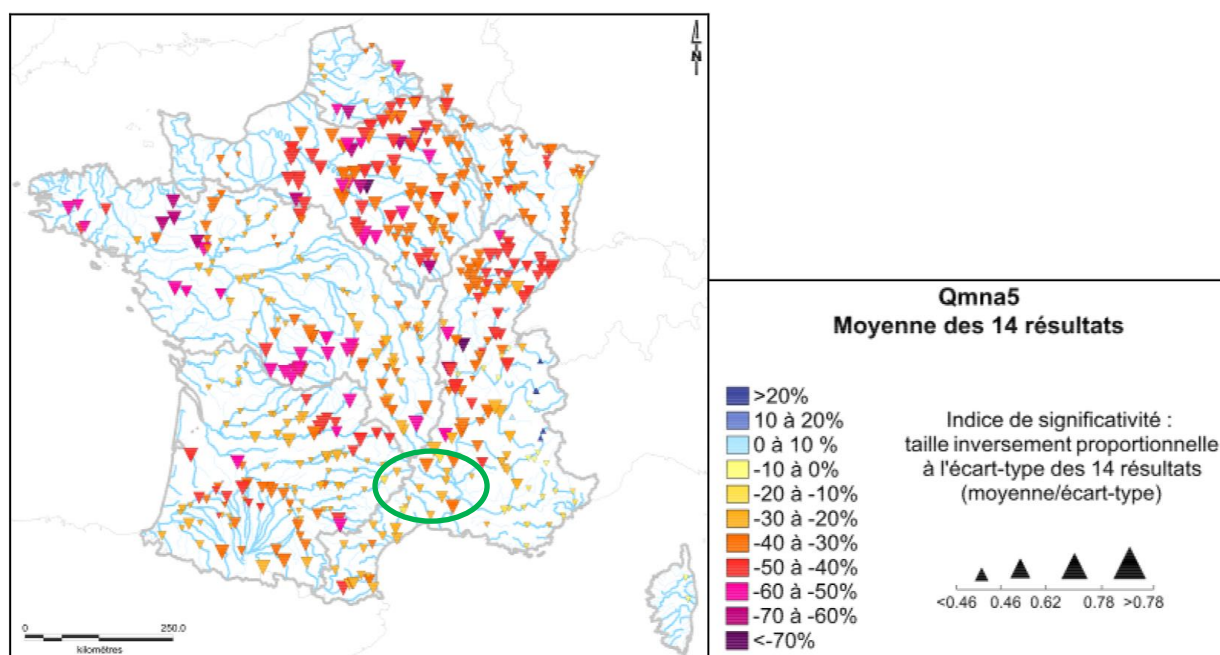 N
0 250.0
kilomètres
Qmna5
Moyenne des 14 résultats
>20%
10 à 20%
0 à 10 %
-10 à 0%
-20 à -10%
-30 à -20%
-40 à -30%
-50 à -40%
-60 à -50%
-70 à -60%
<-70%
Indice de significativité :
taille inversement proportionnelle
à l'écart-type des 14 résultats
(moyenne/écart-type)
<0.46 0.46 0.62 0.78 >0.78